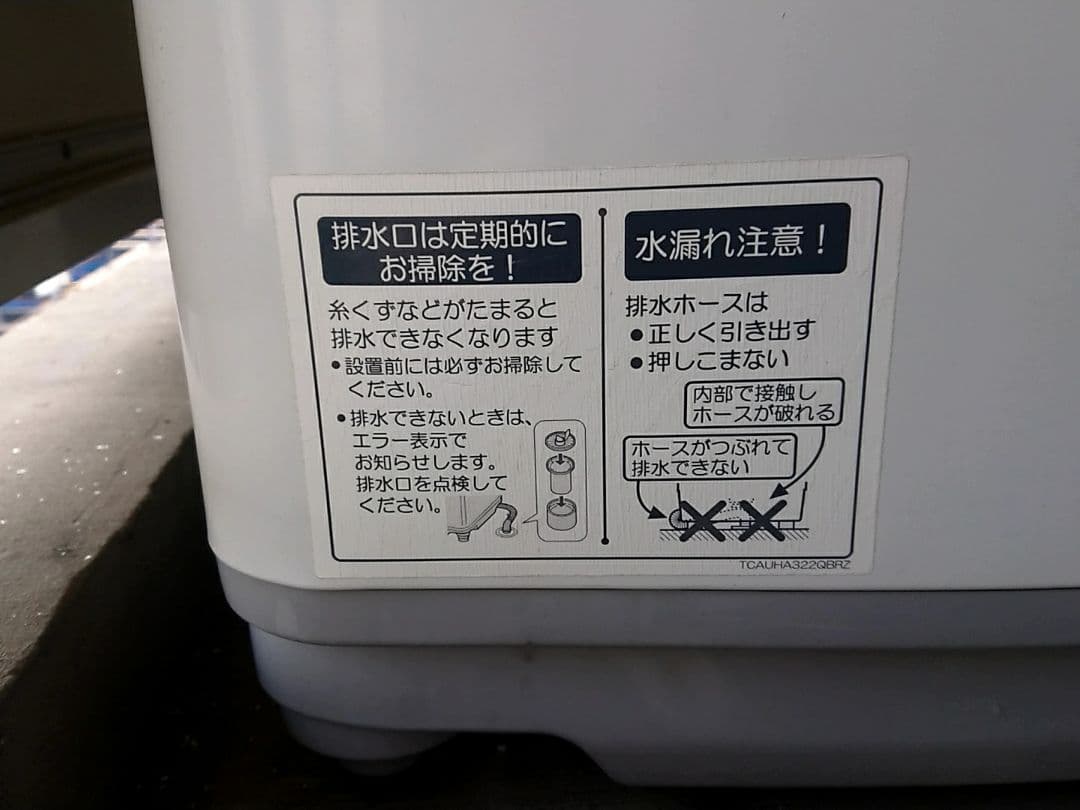 排水口は定期的に
お掃除を！
糸くずなどがたまると
排水できなくなります
●設置前には必ずお掃除して
ください。
●排水できないときは、
エラー表示で
お知らせします。
排水口を点検して
ください。
水漏れ注意！
排水ホースは
●正しく引き出す
●押しこまない
内部で接触し
ホースが破れる
ホースがつぶれて
排水できない
TCAUHA322QBRZ